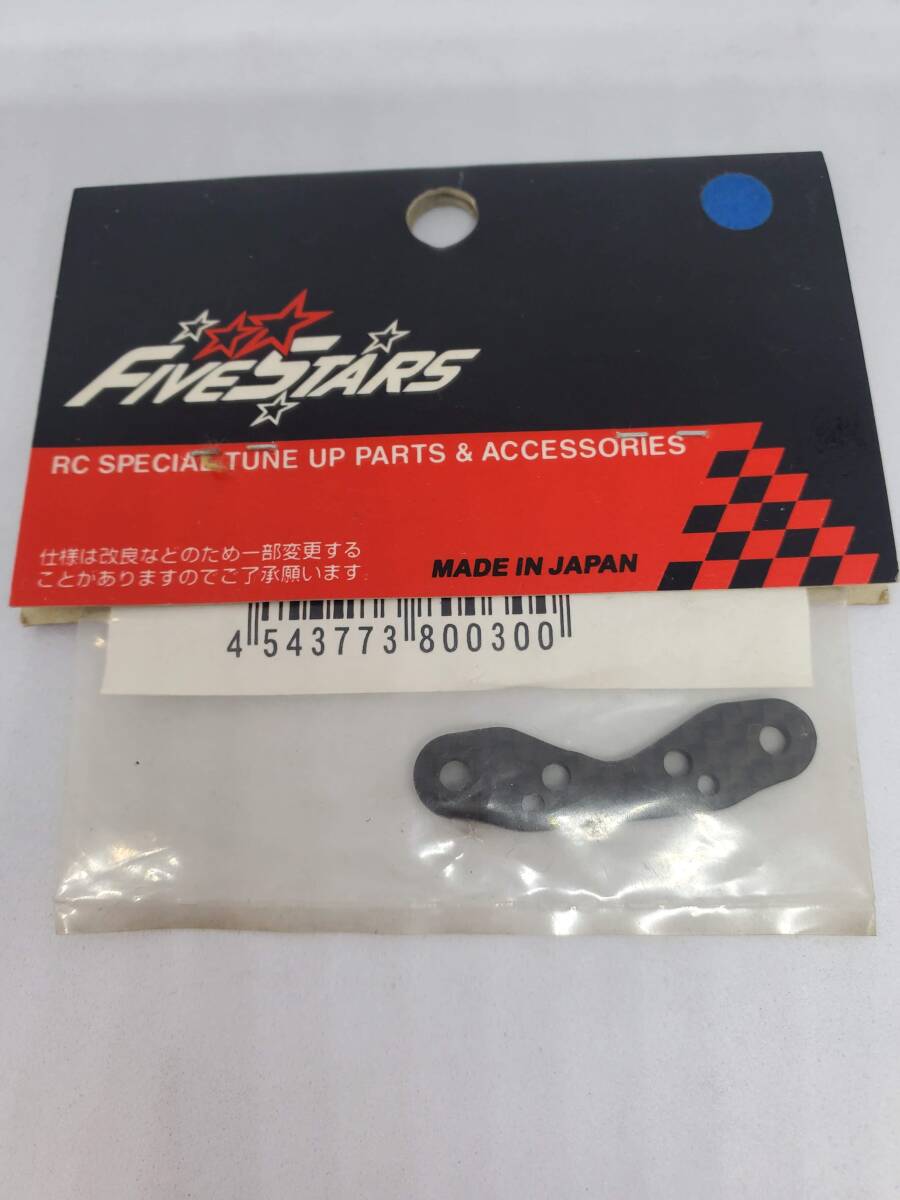 FIVESTARS
RC SPECIAL TUNE UP PARTS & ACCESSORIES
仕様は改良などのため一部変更する
ことがありますのでご了承願います
MADE IN JAPAN
4 543773 800300